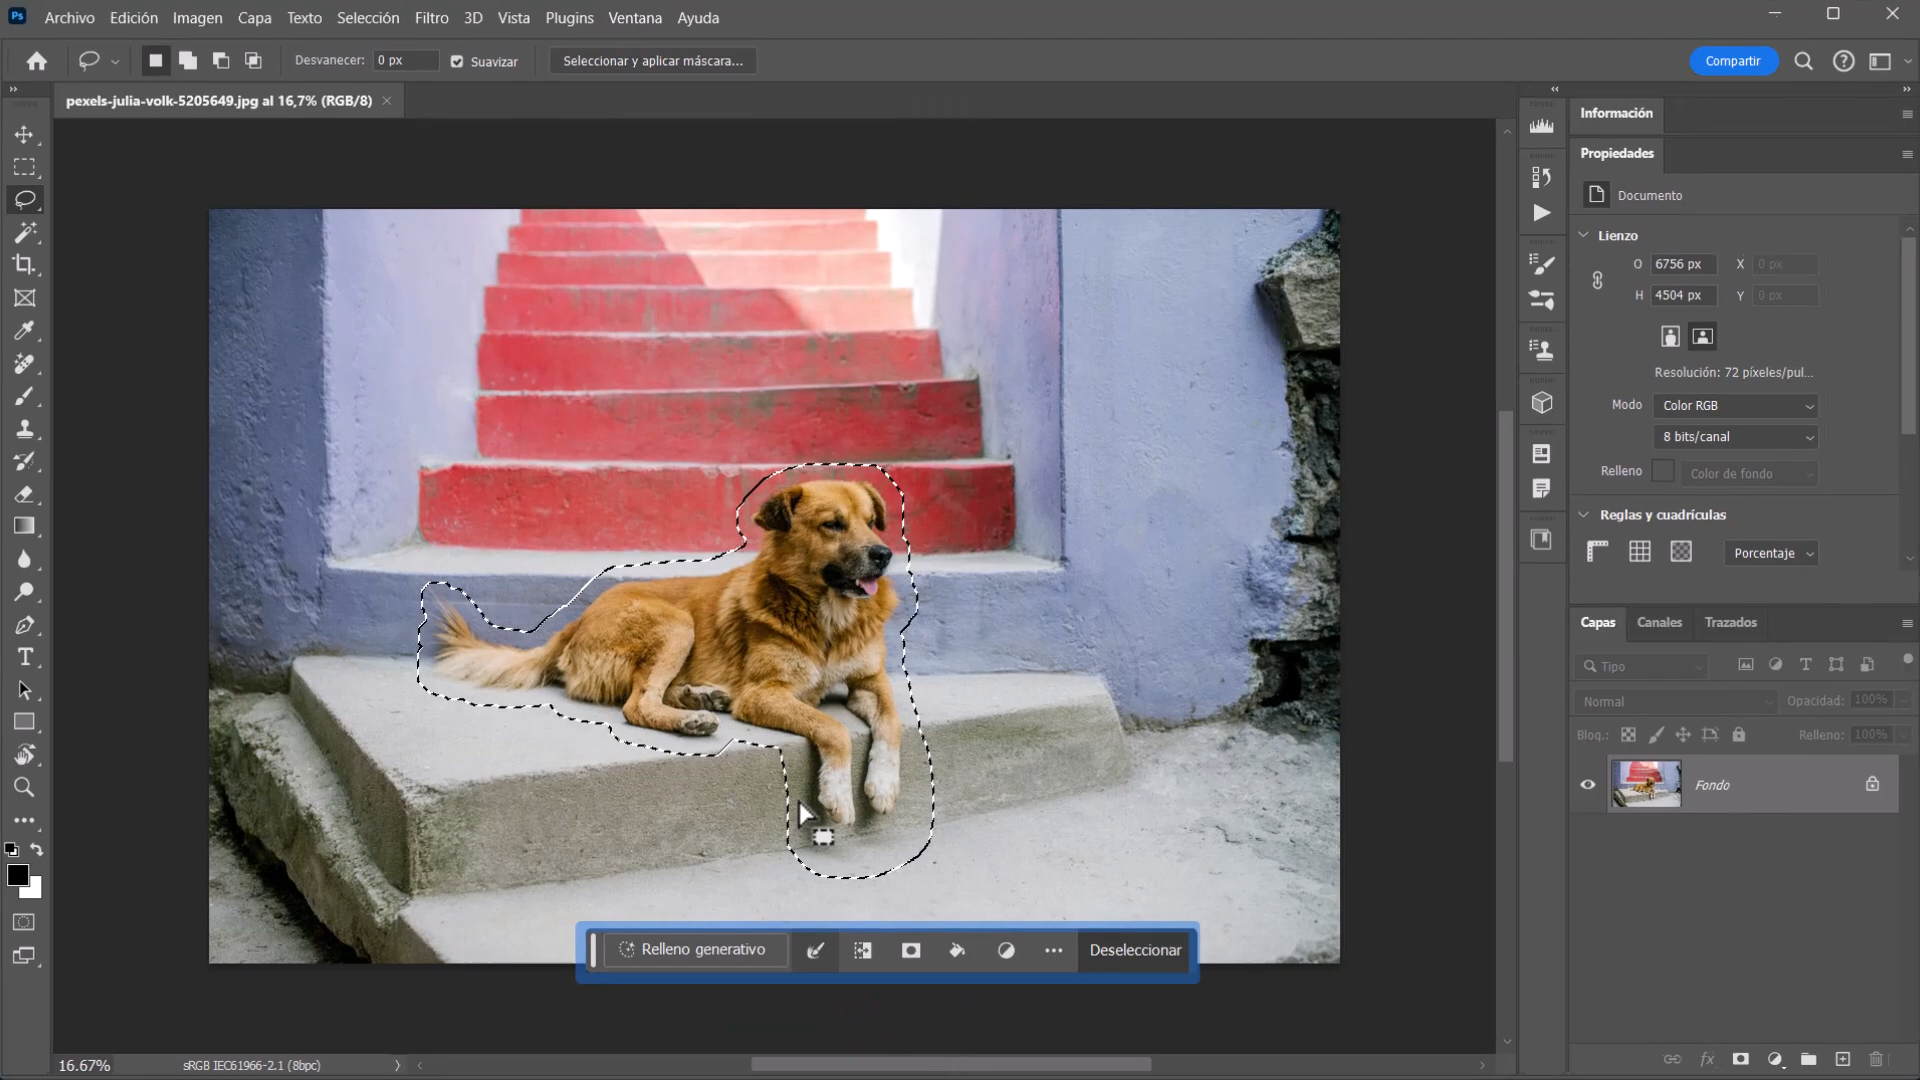 Ps Archivo Edición Imagen Capa Texto Selección Filtro 3D Vista Plugins Ventana Ayuda
Desvanecer: 0 px Suavizar Seleccionar y aplicar máscara... Compartir
pexels-julia-volk-5205649.jpg al 16,7% (RGB/8)
Información
Propiedades
Documento
Lienzo
O 6756 px X 0 px
H 4504 px Y 0 px
Resolución: 72 píxeles/pul...
Modo Color RGB
8 bits/canal
Relleno Color de fondo
Reglas y cuadrículas
Porcentaje
Capas Canales Trazados
Tipo
Normal Opacidad: 100%
Bloq.: Relleno: 100%
Fondo
Relleno generativo Deseleccionar
16.67% sRGB IEC61966-2.1 (8bpc)
fx